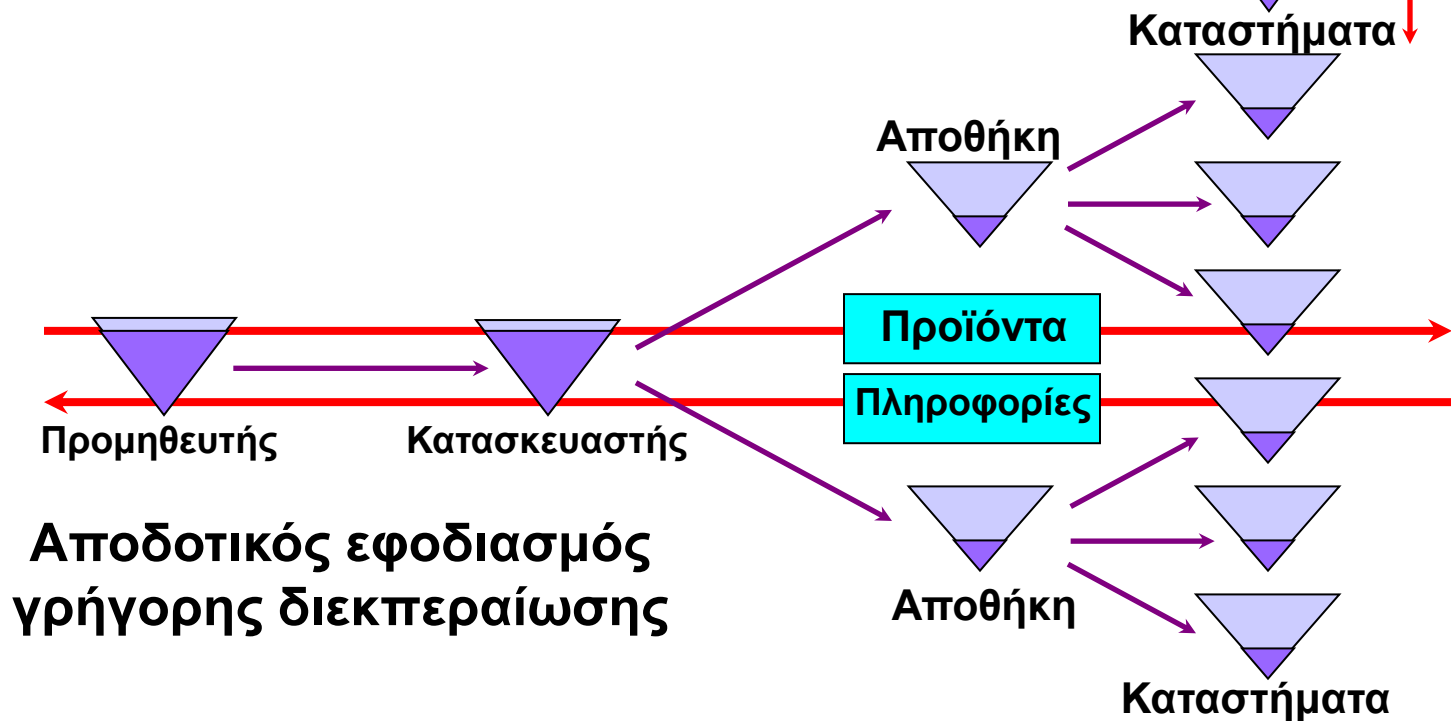 Καταστήματα
Αποθήκη
Προϊόντα
Πληροφορίες
Προμηθευτής
Κατασκευαστής
Αποδοτικός εφοδιασμός
γρήγορης διεκπεραίωσης
Αποθήκη
Καταστήματα